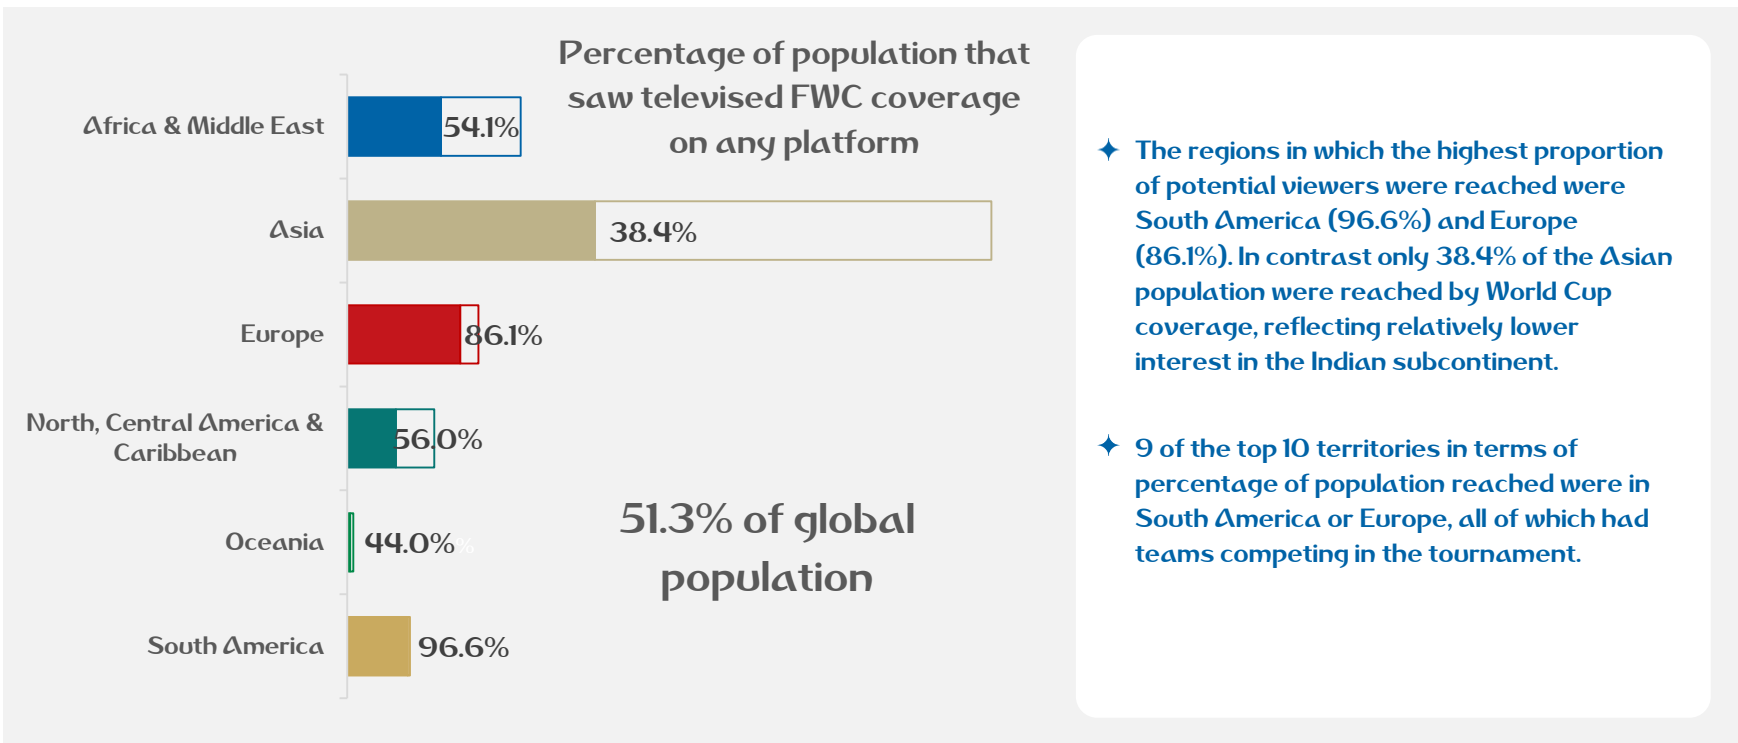 Percentage of population that
saw televised FWC coverage
on any platform
Africa & Middle East
54.1%
Asia
38.4%
Europe
86.1%
North, Central America &
Caribbean
56.0%
Oceania
44.0%
%
South America
96.6%
51.3% of global
population
The regions in which the highest proportion
of potential viewers were reached were
South America (96.6%) and Europe
(86.1%). In contrast only 38.4% of the Asian
population were reached by World Cup
coverage, reflecting relatively lower
interest in the Indian subcontinent.
9 of the top 10 territories in terms of
percentage of population reached were in
South America or Europe, all of which had
teams competing in the tournament.